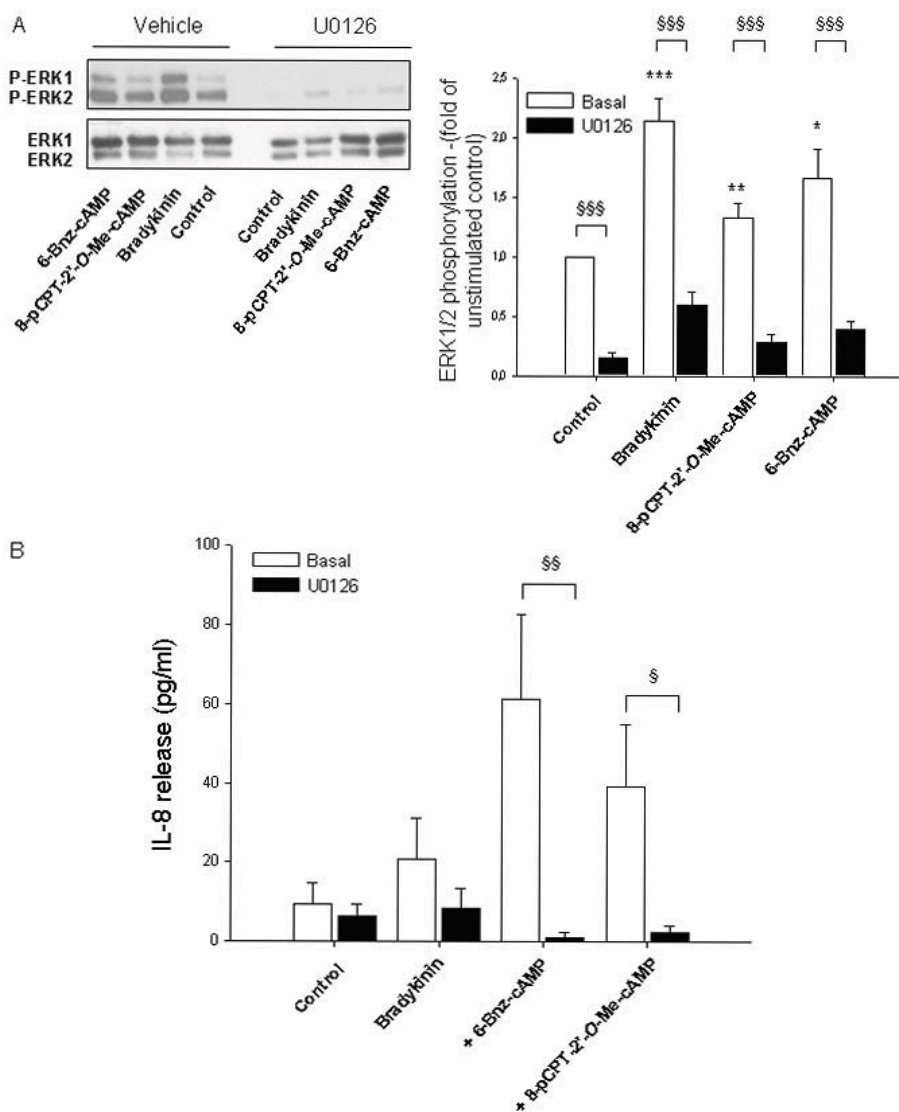 A
Vehicle
U0126
P-ERK1
P-ERK2
ERK1
ERK2
6-Bnz-cAMP
8-pCPT-2'-O-Me-cAMP
Bradykinin
Control
Control
Bradykinin
8-pCPT-2'-O-Me-cAMP
6-Bnz-cAMP
ERK1/2 phosphorylation -(fold of
unstimulated control)
2,5
2,0
1,5
1,0
0,5
0,0
Basal
U0126
§§§
§§§
§§§
§§§
***
**
*
Control
Bradykinin
8-pCPT-2'-O-Me-cAMP
6-Bnz-cAMP
B
IL-8 release (pg/ml)
100
80
60
40
20
0
Basal
U0126
§§
§
Control
Bradykinin
+ 6-Bnz-cAMP
+ 8-pCPT-2'-O-Me-cAMP